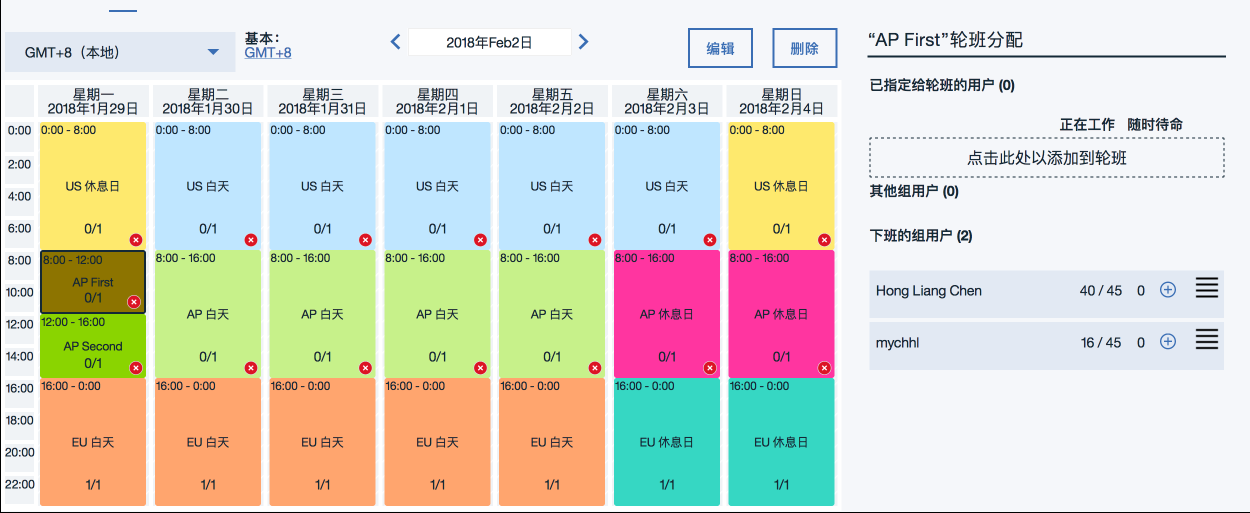 GMT+8（本地）
基本:
GMT+8
2018年Feb2日
编辑
删除
星期一
2018年1月29日
星期二
2018年1月30日
星期三
2018年1月31日
星期四
2018年2月1日
星期五
2018年2月2日
星期六
2018年2月3日
星期日
2018年2月4日
0:00
2:00
4:00
6:00
8:00
10:00
12:00
14:00
16:00
18:00
20:00
22:00
0:00 - 8:00
US 休息日
0/1
8:00 - 12:00
AP First
0/1
12:00 - 16:00
AP Second
0/1
16:00 - 0:00
EU 白天
1/1
0:00 - 8:00
US 白天
0/1
8:00 - 16:00
AP 白天
0/1
16:00 - 0:00
EU 白天
1/1
0:00 - 8:00
US 白天
0/1
8:00 - 16:00
AP 白天
0/1
16:00 - 0:00
EU 白天
1/1
0:00 - 8:00
US 白天
0/1
8:00 - 16:00
AP 白天
0/1
16:00 - 0:00
EU 白天
1/1
0:00 - 8:00
US 白天
0/1
8:00 - 16:00
AP 白天
0/1
16:00 - 0:00
EU 白天
1/1
0:00 - 8:00
US 白天
0/1
8:00 - 16:00
AP 休息日
0/1
16:00 - 0:00
EU 休息日
1/1
0:00 - 8:00
US 休息日
0/1
8:00 - 16:00
AP 休息日
0/1
16:00 - 0:00
EU 休息日
1/1
“AP First”轮班分配
已指定给轮班的用户 (0)
正在工作 随时待命
点击此处以添加到轮班
其他组用户 (0)
下班的组用户 (2)
Hong Liang Chen 40 / 45 0
mychhl 16 / 45 0